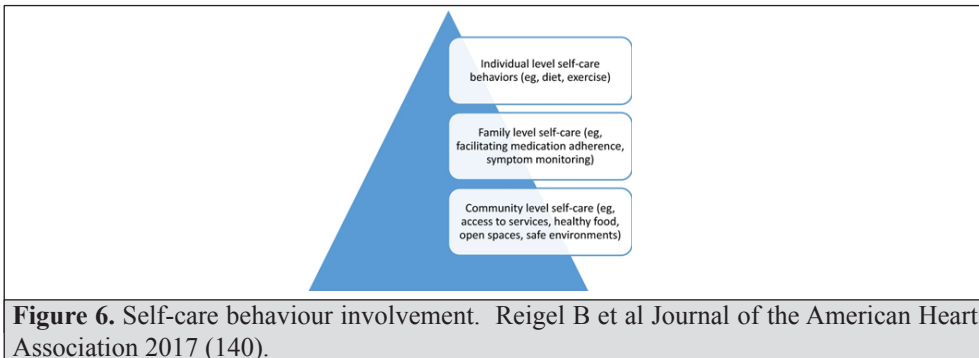 Individual level self-care
behaviors (eg, diet, exercise)
Family level self-care (eg,
facilitating medication adherence,
symptom monitoring)
Community level self-care (eg,
access to services, healthy food,
open spaces, safe environments)
Figure 6. Self-care behaviour involvement. Reigel B et al Journal of the American Heart
Association 2017 (140).